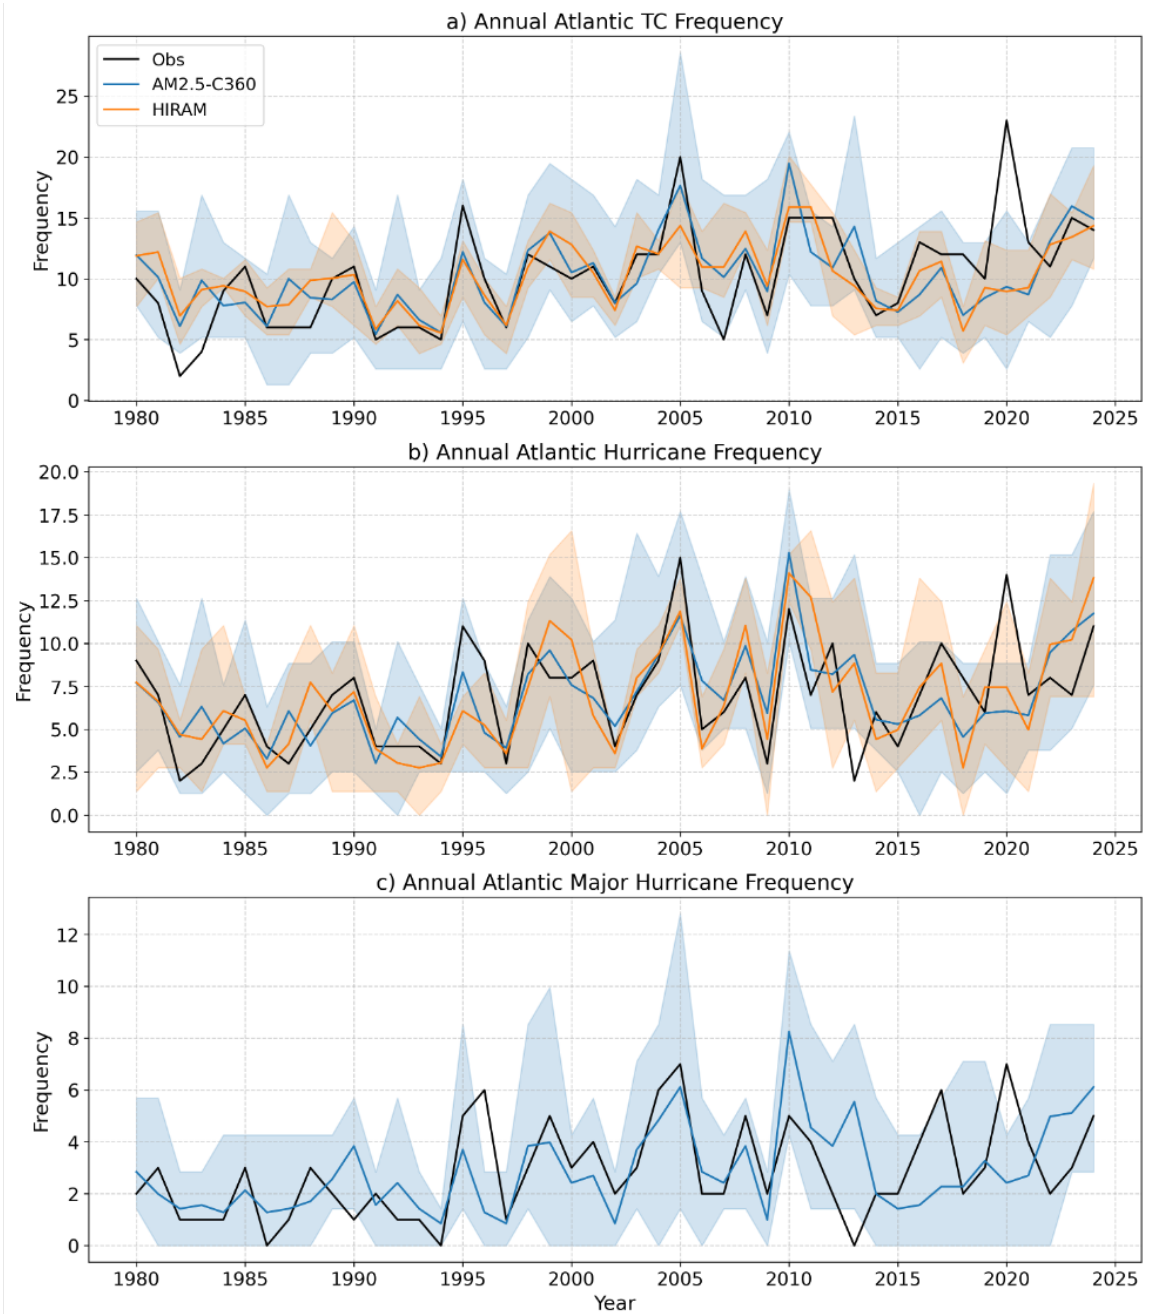 a) Annual Atlantic TC Frequency
Obs
AM2.5-C360
HIRAM
Frequency
25
20
15
10
5
0
1980 1985 1990 1995 2000 2005 2010 2015 2020 2025
b) Annual Atlantic Hurricane Frequency
Frequency
20.0
17.5
15.0
12.5
10.0
7.5
5.0
2.5
0.0
1980 1985 1990 1995 2000 2005 2010 2015 2020 2025
c) Annual Atlantic Major Hurricane Frequency
Frequency
12
10
8
6
4
2
0
1980 1985 1990 1995 2000 2005 2010 2015 2020 2025
Year